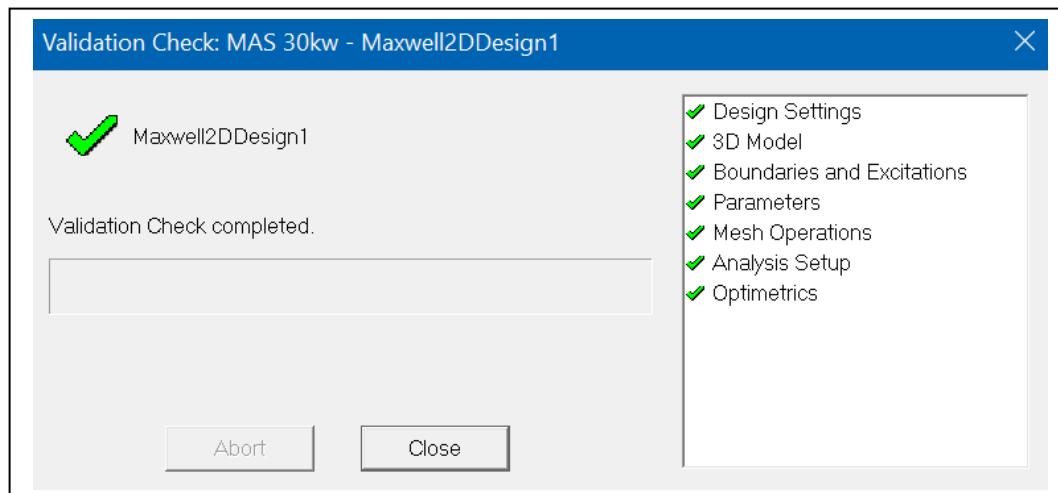 Validation Check: MAS 30kw - Maxwell2DDesign1
Maxwell2DDesign1
Validation Check completed.
Design Settings
3D Model
Boundaries and Excitations
Parameters
Mesh Operations
Analysis Setup
Optimetrics
Abort
Close